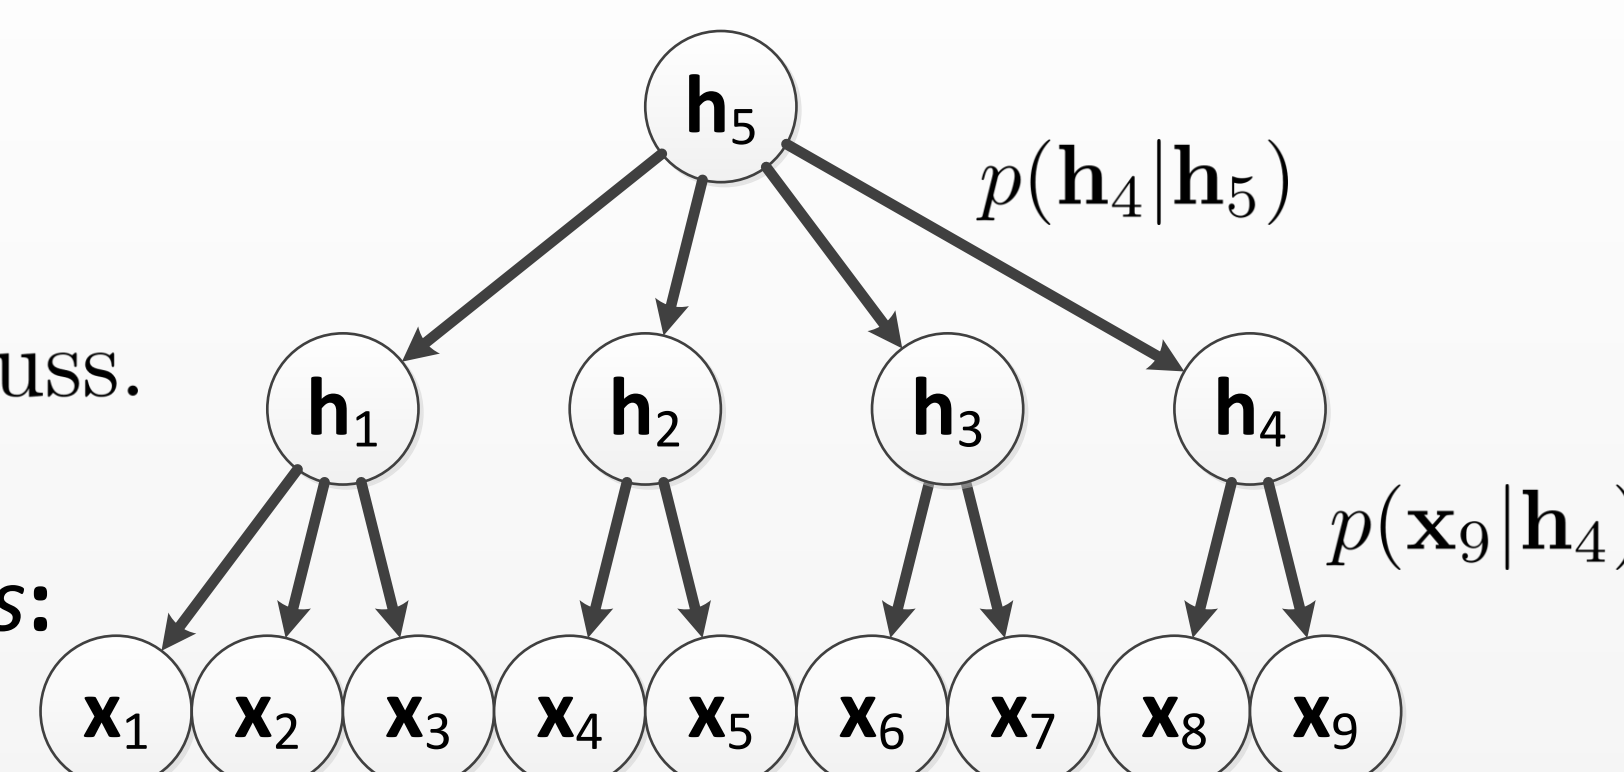 h₅
p(h₄|h₅)
uss.
h₁ h₂ h₃ h₄
p(x₉|h₄)
s:
x₁ x₂ x₃ x₄ x₅ x₆ x₇ x₈ x₉